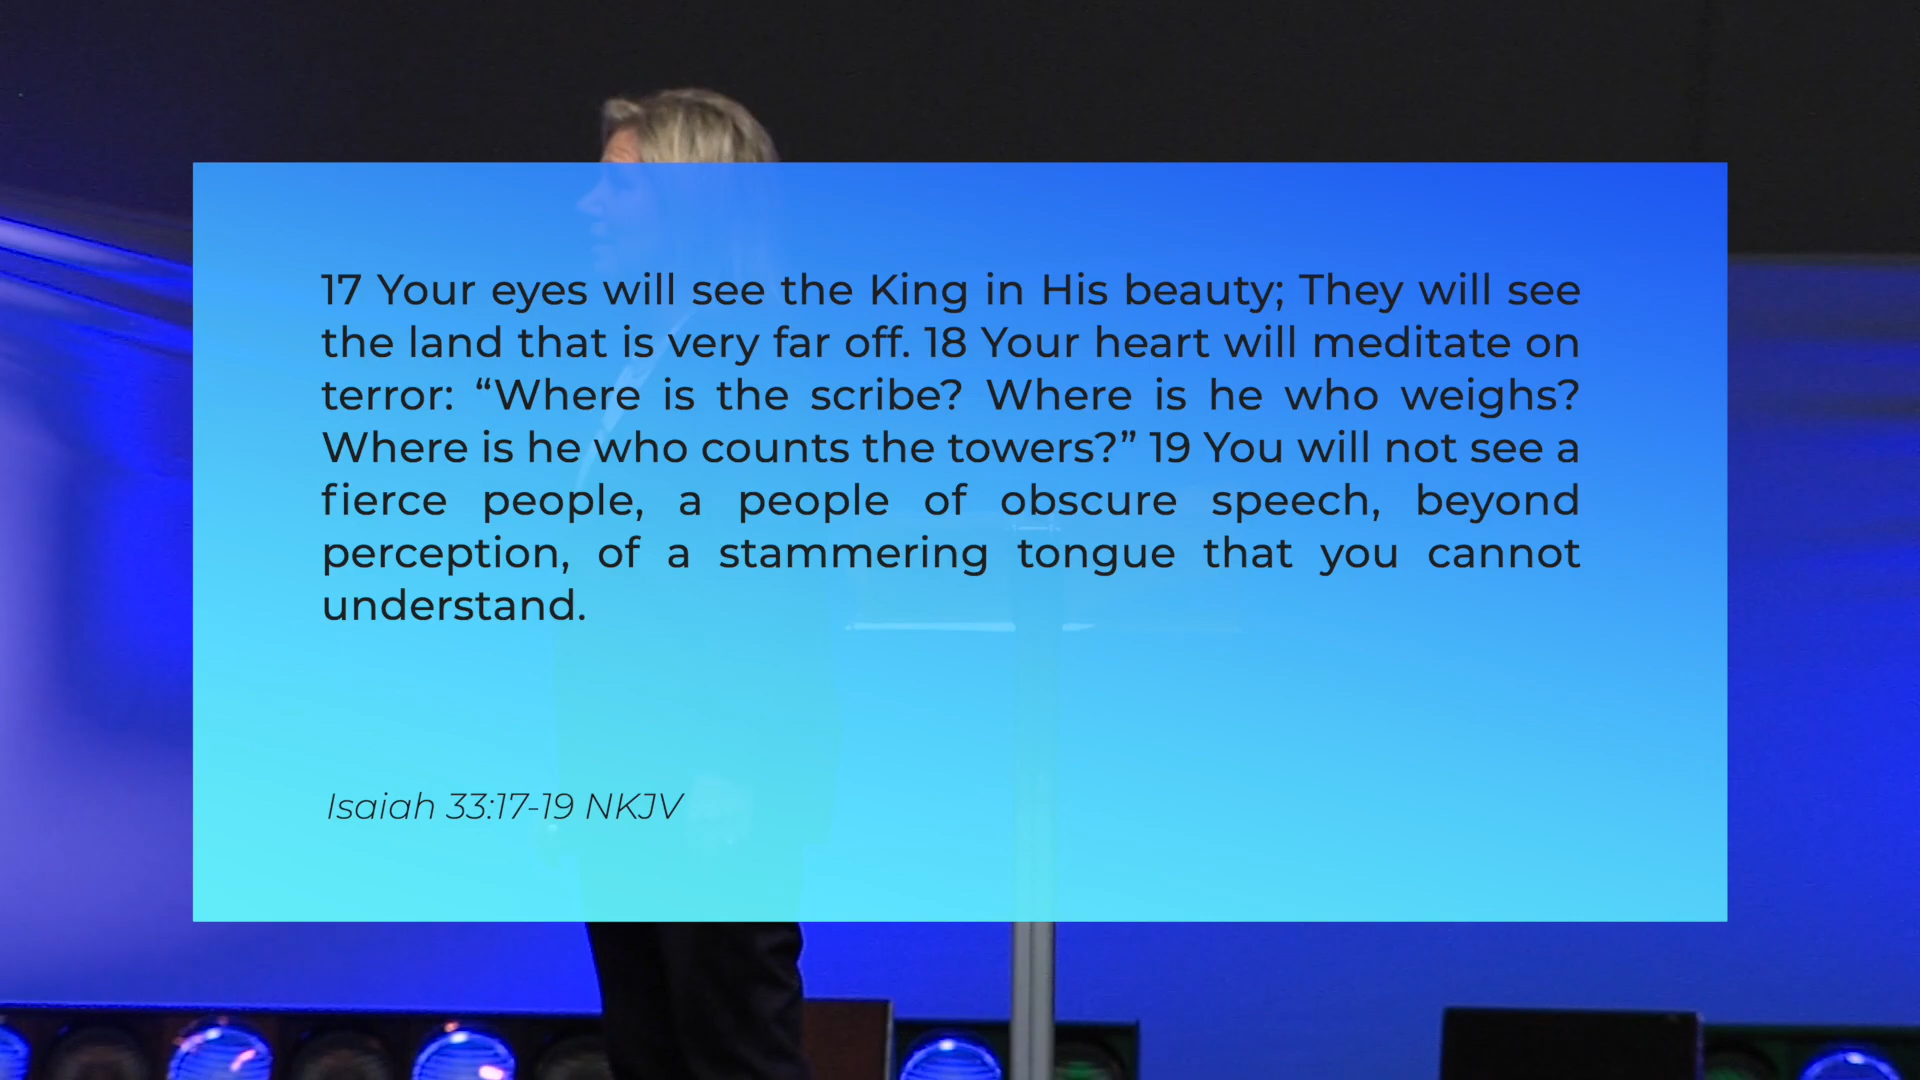 17 Your eyes will see the King in His beauty; They will see
the land that is very far off. 18 Your heart will meditate on
terror: “Where is the scribe? Where is he who weighs?
Where is he who counts the towers?” 19 You will not see a
fierce people, a people of obscure speech, beyond
perception, of a stammering tongue that you cannot
understand.
Isaiah 33:17-19 NKJV